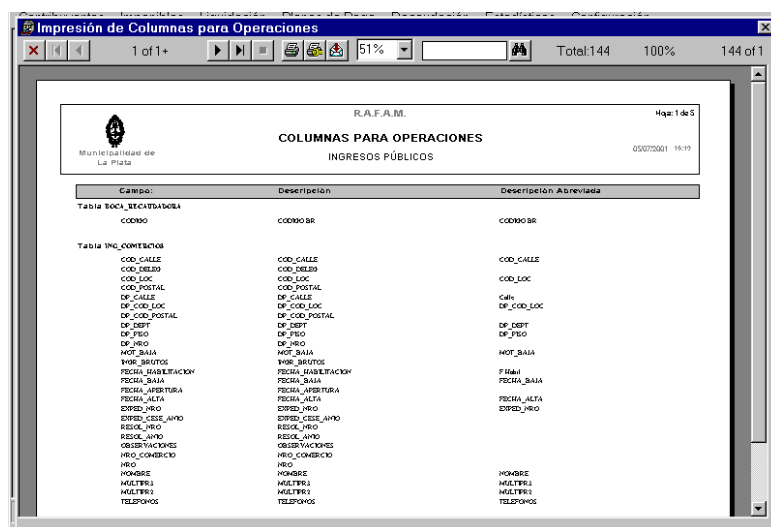 Impresión de Columnas para Operaciones
1 of 1+ 51% Total:144 100% 144 of 1
R.A.F.A.M. Hoja: 1 de 5
COLUMNAS PARA OPERACIONES
Municipalidad de
La Plata
INGRESOS PÚBLICOS
05/07/2001 16:19
Campo: Descripción Descripción Abreviada
Tabla BOCA_RECAUDADORA
CODIGO CODIGO BR CODIGO BR
Tabla ING_COMERCIOS
COD_CALLE COD_CALLE COD_CALLE
COD_DELEG COD_DELEG
COD_LOC COD_LOC COD_LOC
COD_POSTAL COD_POSTAL
DP_CALLE DP_CALLE Calle
DP_COD_LOC DP_COD_LOC DP_COD_LOC
DP_COD_POSTAL DP_COD_POSTAL
DP_DEPT DP_DEPT DP_DEPT
DP_PISO DP_PISO DP_PISO
DP_NRO DP_NRO
MOT_BAJA MOT_BAJA MOT_BAJA
INGR_BRUTOS INGR_BRUTOS
FECHA_HABILITACION FECHA_HABILITACION F Habil
FECHA_BAJA FECHA_BAJA FECHA_BAJA
FECHA_APERTURA FECHA_APERTURA
FECHA_ALTA FECHA_ALTA FECHA_ALTA
EXPED_NRO EXPED_NRO EXPED_NRO
EXPED_CESE_ANIO EXPED_CESE_ANIO
RESOL_NRO RESOL_NRO
RESOL_ANIO RESOL_ANIO
OBSERVACIONES OBSERVACIONES
NRO_COMERCIO NRO_COMERCIO
NRO NRO
NOMBRE NOMBRE NOMBRE
MULTIPR1 MULTIPR1 MULTIPR1
MULTIPR2 MULTIPR2 MULTIPR2
TELEFONOS TELEFONOS TELEFONOS